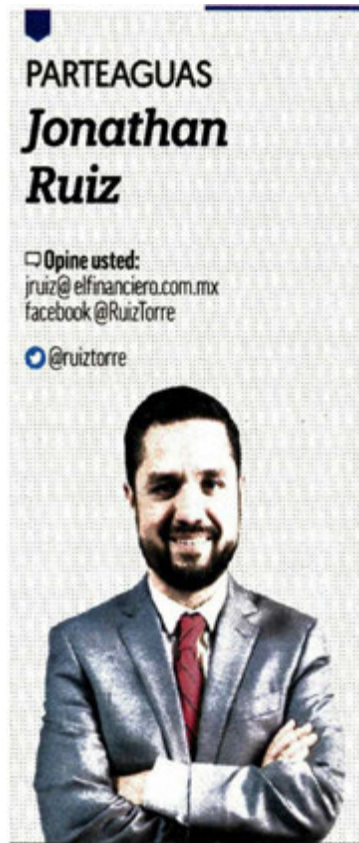 PARTEAGUAS
Jonathan
Ruiz
Opine usted:
jruiz@elfinanciero.com.mx
facebook @RuizTorre
@ruiztorre